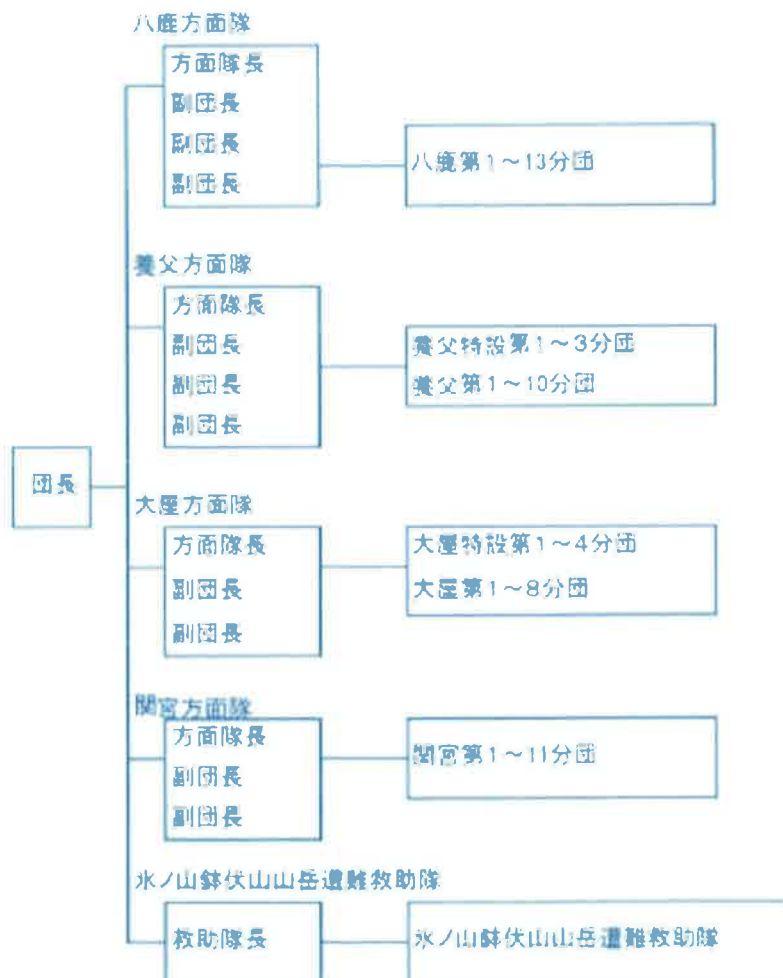 八鹿方面隊
方面隊長
副団長
副団長
副団長
八鹿第1～13分団
養父方面隊
方面隊長
副団長
副団長
副団長
養父特設第1～3分団
養父第1～10分団
団長
大屋方面隊
方面隊長
副団長
副団長
大屋特設第1～4分団
大屋第1～8分団
関宮方面隊
方面隊長
副団長
副団長
関宮第1～11分団
氷ノ山鉢伏山山岳遭難救助隊
救助隊長
氷ノ山鉢伏山山岳遭難救助隊